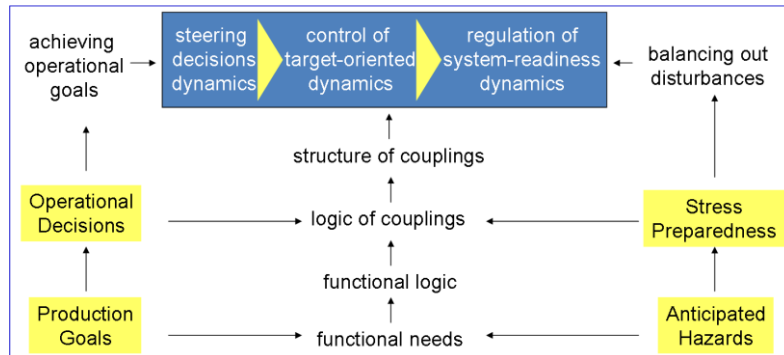 achieving
operational
goals
steering
decisions
dynamics
control of
target-oriented
dynamics
regulation of
system-readiness
dynamics
balancing out
disturbances
structure of couplings
Operational
Decisions
logic of couplings
Stress
Preparedness
functional logic
Production
Goals
functional needs
Anticipated
Hazards